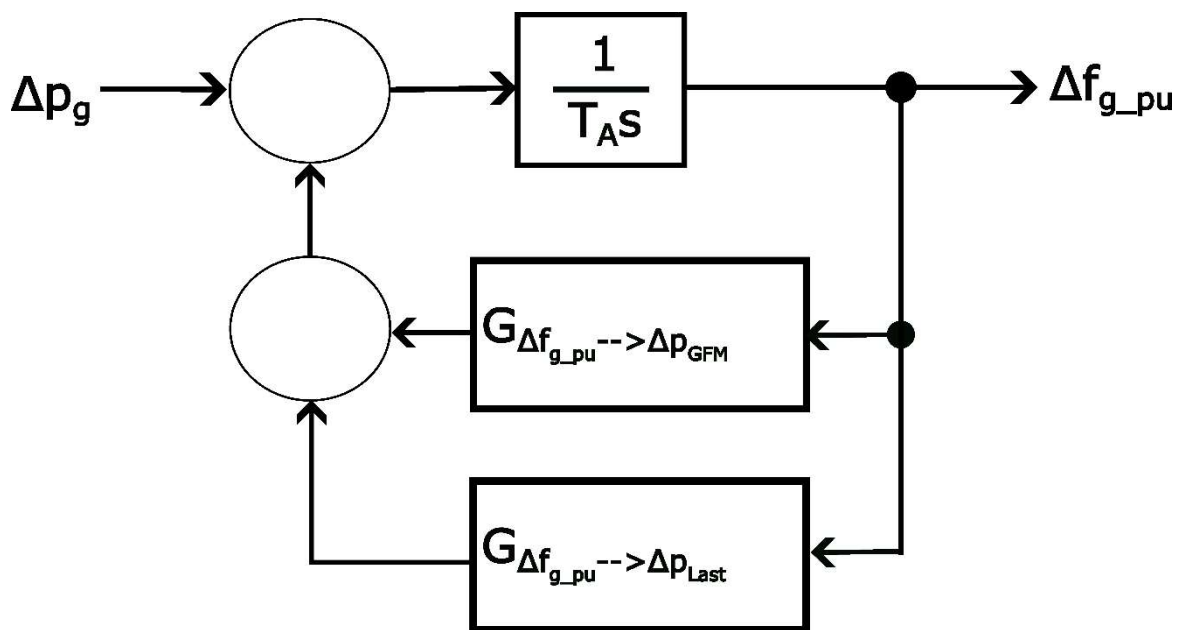 Δp_g
1
T_A s
Δf_g_pu
G_Δf_g_pu-->Δp_GFM
G_Δf_g_pu-->Δp_Last